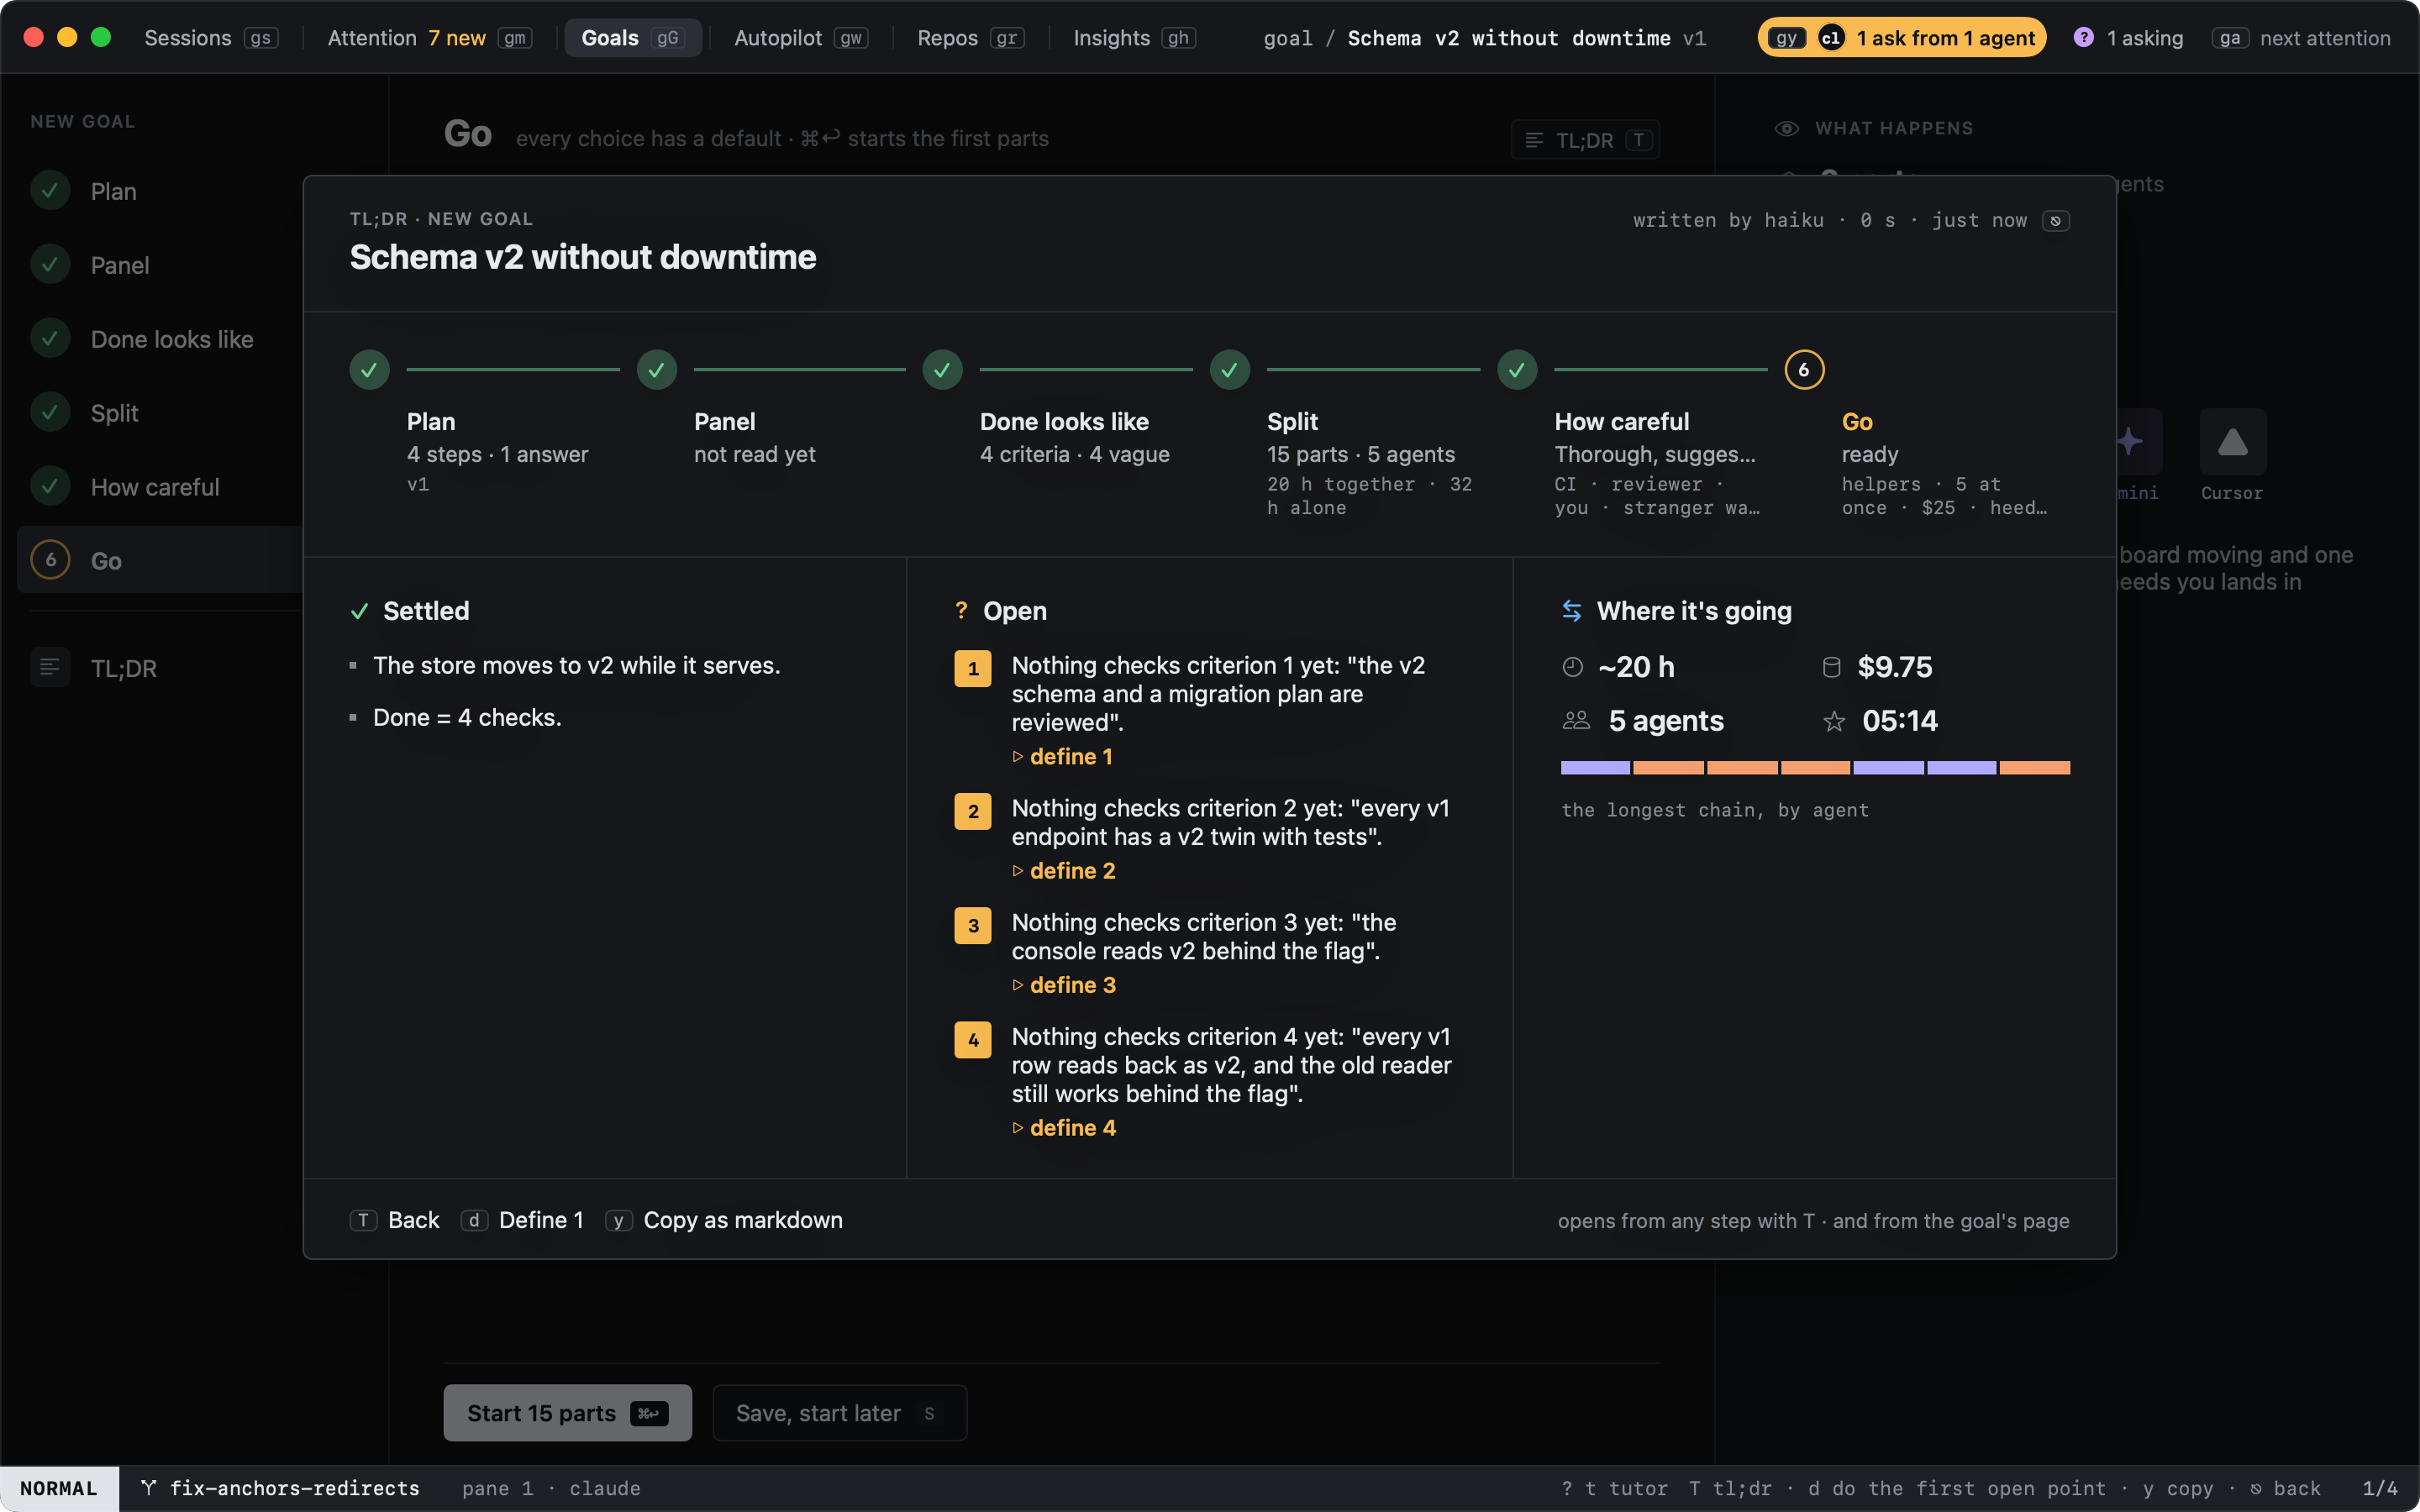 Sessions gs Attention 7 new gm Goals gG Autopilot gw Repos gr Insights gh goal / Schema v2 without downtime v1 gy cl 1 ask from 1 agent ? 1 asking ga next attention
NEW GOAL
Plan
Panel
Done looks like
Split
How careful
6 Go
TL;DR
Go every choice has a default · ⌘↩ starts the first parts
TL;DR T
WHAT HAPPENS
TL;DR · NEW GOAL
Schema v2 without downtime
written by haiku · 0 s · just now
6
Plan
4 steps · 1 answer
v1
Panel
not read yet
Done looks like
4 criteria · 4 vague
Split
15 parts · 5 agents
20 h together · 32
h alone
How careful
Thorough, sugges…
CI · reviewer ·
you · stranger wa…
Go
ready
helpers · 5 at
once · $25 · heed…
Settled
The store moves to v2 while it serves.
Done = 4 checks.
? Open
1 Nothing checks criterion 1 yet: "the v2
schema and a migration plan are
reviewed".
▷ define 1
2 Nothing checks criterion 2 yet: "every v1
endpoint has a v2 twin with tests".
▷ define 2
3 Nothing checks criterion 3 yet: "the
console reads v2 behind the flag".
▷ define 3
4 Nothing checks criterion 4 yet: "every v1
row reads back as v2, and the old reader
still works behind the flag".
▷ define 4
Where it's going
~20 h $9.75
5 agents 05:14
the longest chain, by agent
T Back d Define 1 y Copy as markdown
opens from any step with T · and from the goal's page
mini Cursor
board moving and one
needs you lands in
Start 15 parts ⌘↩
Save, start later S
NORMAL fix-anchors-redirects pane 1 · claude
? t tutor T tl;dr · d do the first open point · y copy · ⎋ back 1/4